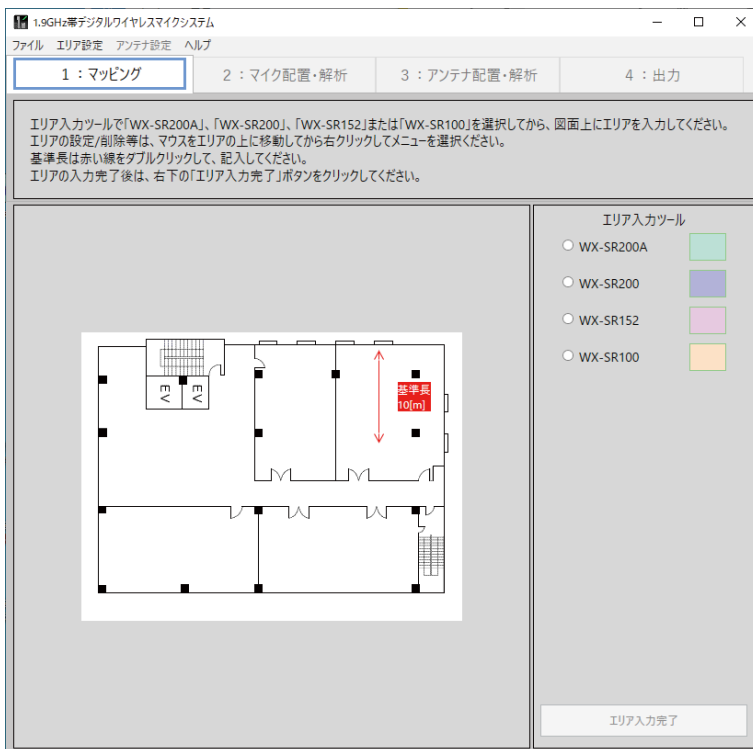 1.9GHz帯デジタルワイヤレスマイクシステム
ファイル エリア設定 アンテナ設定 ヘルプ
1：マッピング 2：マイク配置・解析 3：アンテナ配置・解析 4：出力
エリア入力ツールで「WX-SR200A」、「WX-SR200」、「WX-SR152」または「WX-SR100」を選択してから、図面上にエリアを入力してください。
エリアの設定/削除等は、マウスをエリアの上に移動してから右クリックしてメニューを選択ください。
基準長は赤い線をダブルクリックして、記入してください。
エリアの入力完了後は、右下の「エリア入力完了」ボタンをクリックしてください。
エリア入力ツール
WX-SR200A
WX-SR200
WX-SR152
WX-SR100
EV EV
基準長
10[m]
エリア入力完了